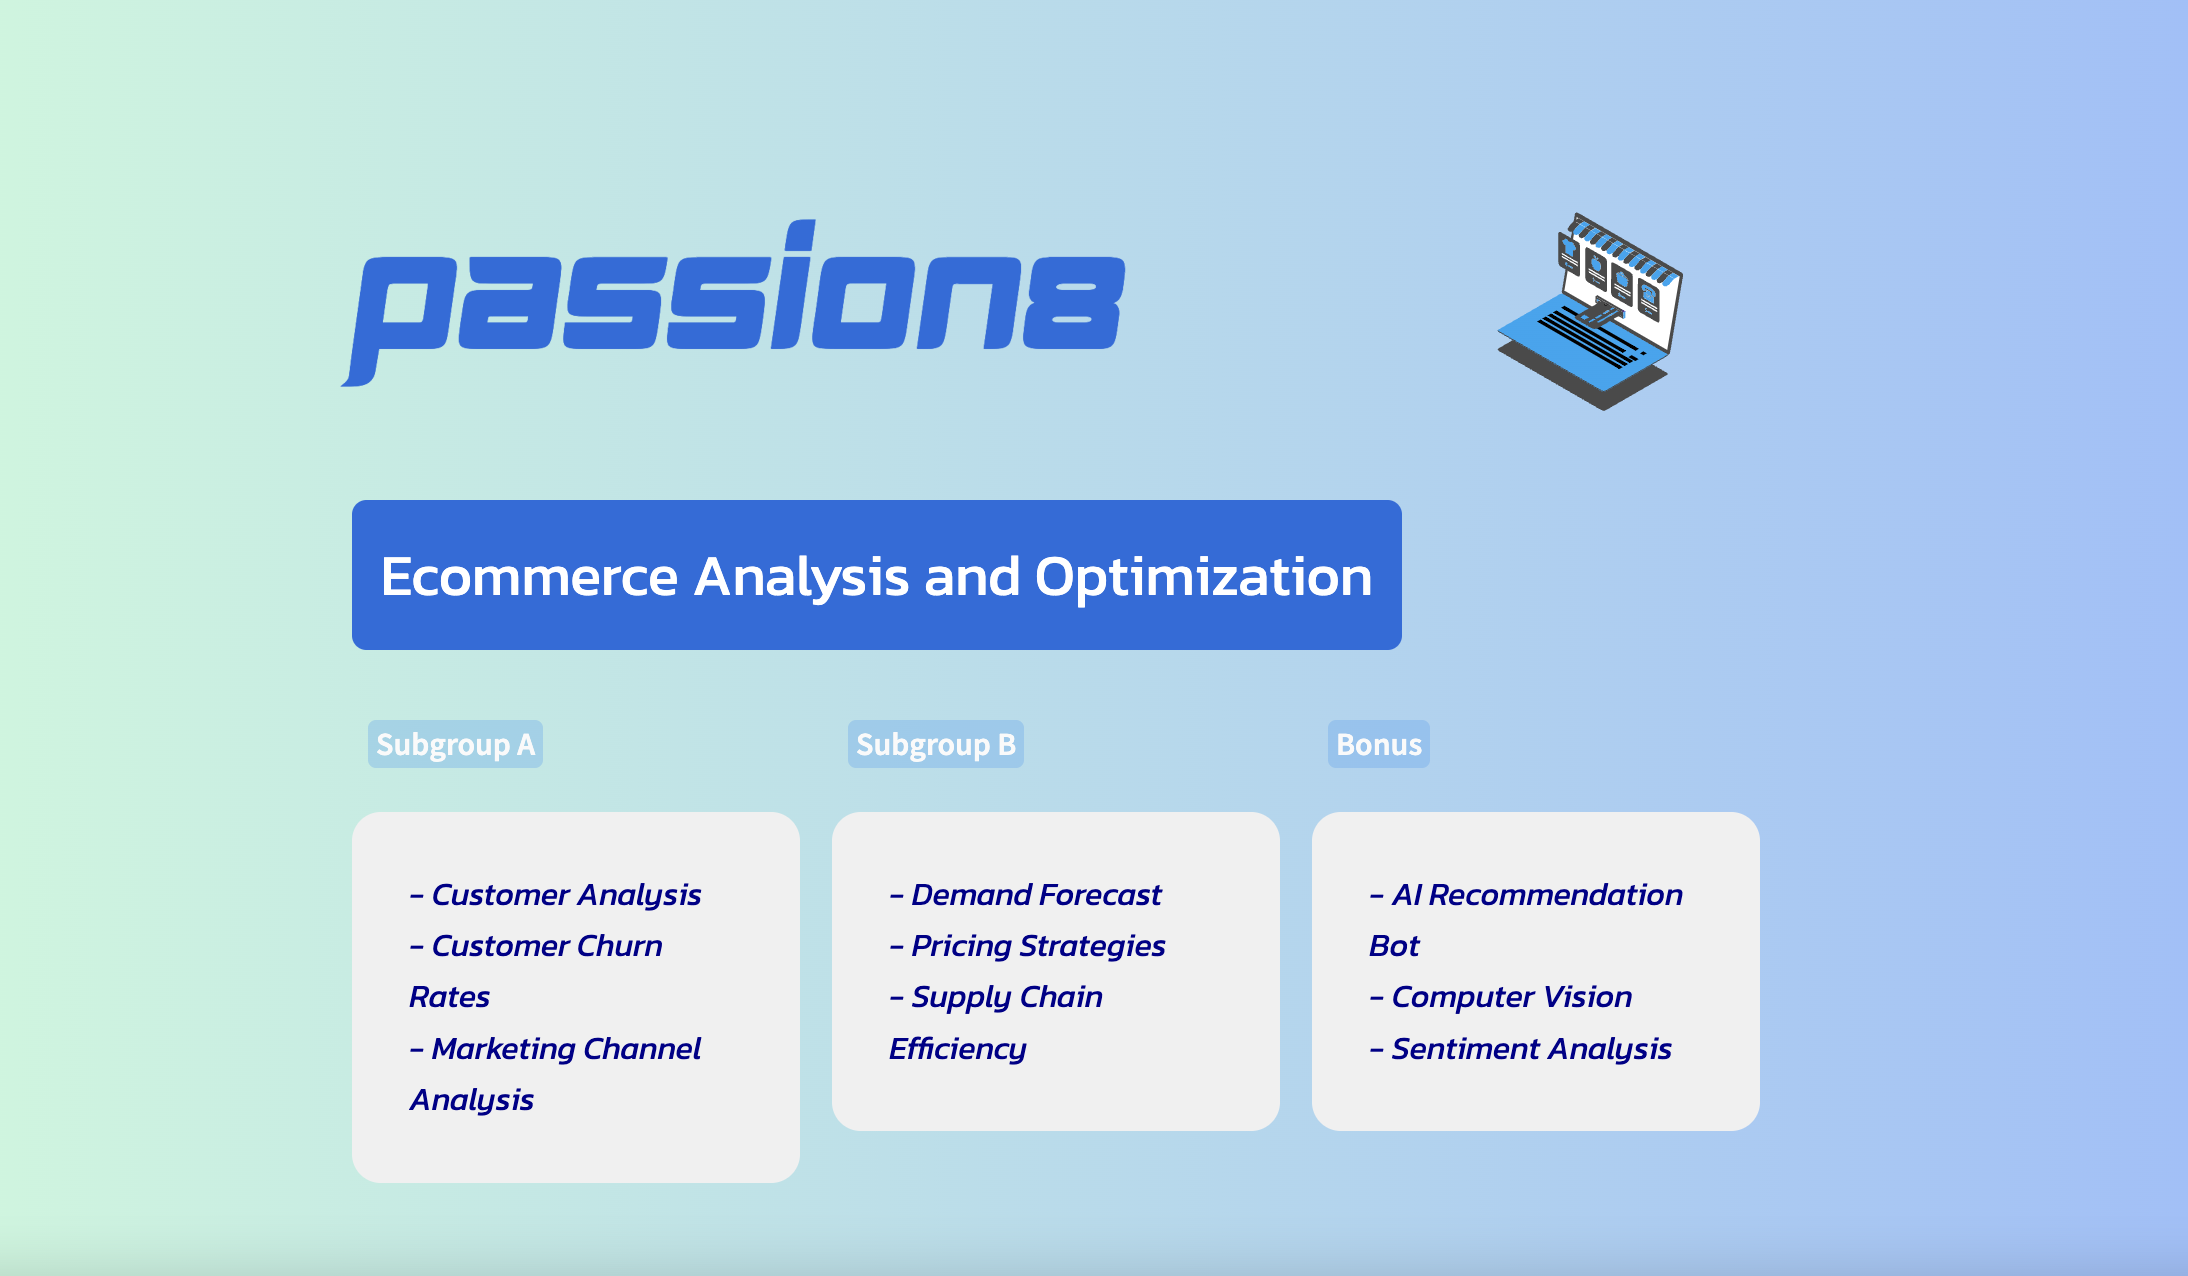 passion8
Ecommerce Analysis and Optimization
Subgroup A
- Customer Analysis
- Customer Churn
Rates
- Marketing Channel
Analysis
Subgroup B
- Demand Forecast
- Pricing Strategies
- Supply Chain
Efficiency
Bonus
- AI Recommendation
Bot
- Computer Vision
- Sentiment Analysis